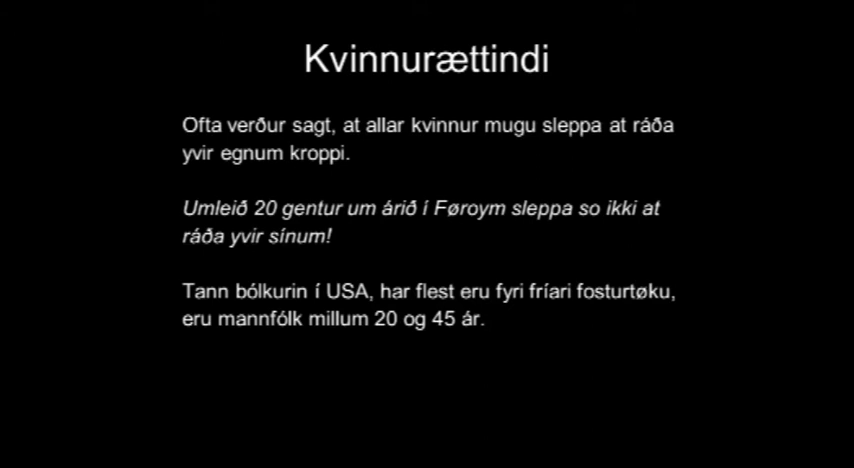 Kvinnurættindi
Ofta verður sagt, at allar kvinnur mugu sleppa at ráða
yvir egnum kroppi.
Umleið 20 gentur um árið í Føroym sleppa so ikki at
ráða yvir sínum!
Tann bólkurin í USA, har flest eru fyri fríari fosturtøku,
eru mannfólk millum 20 og 45 ár.